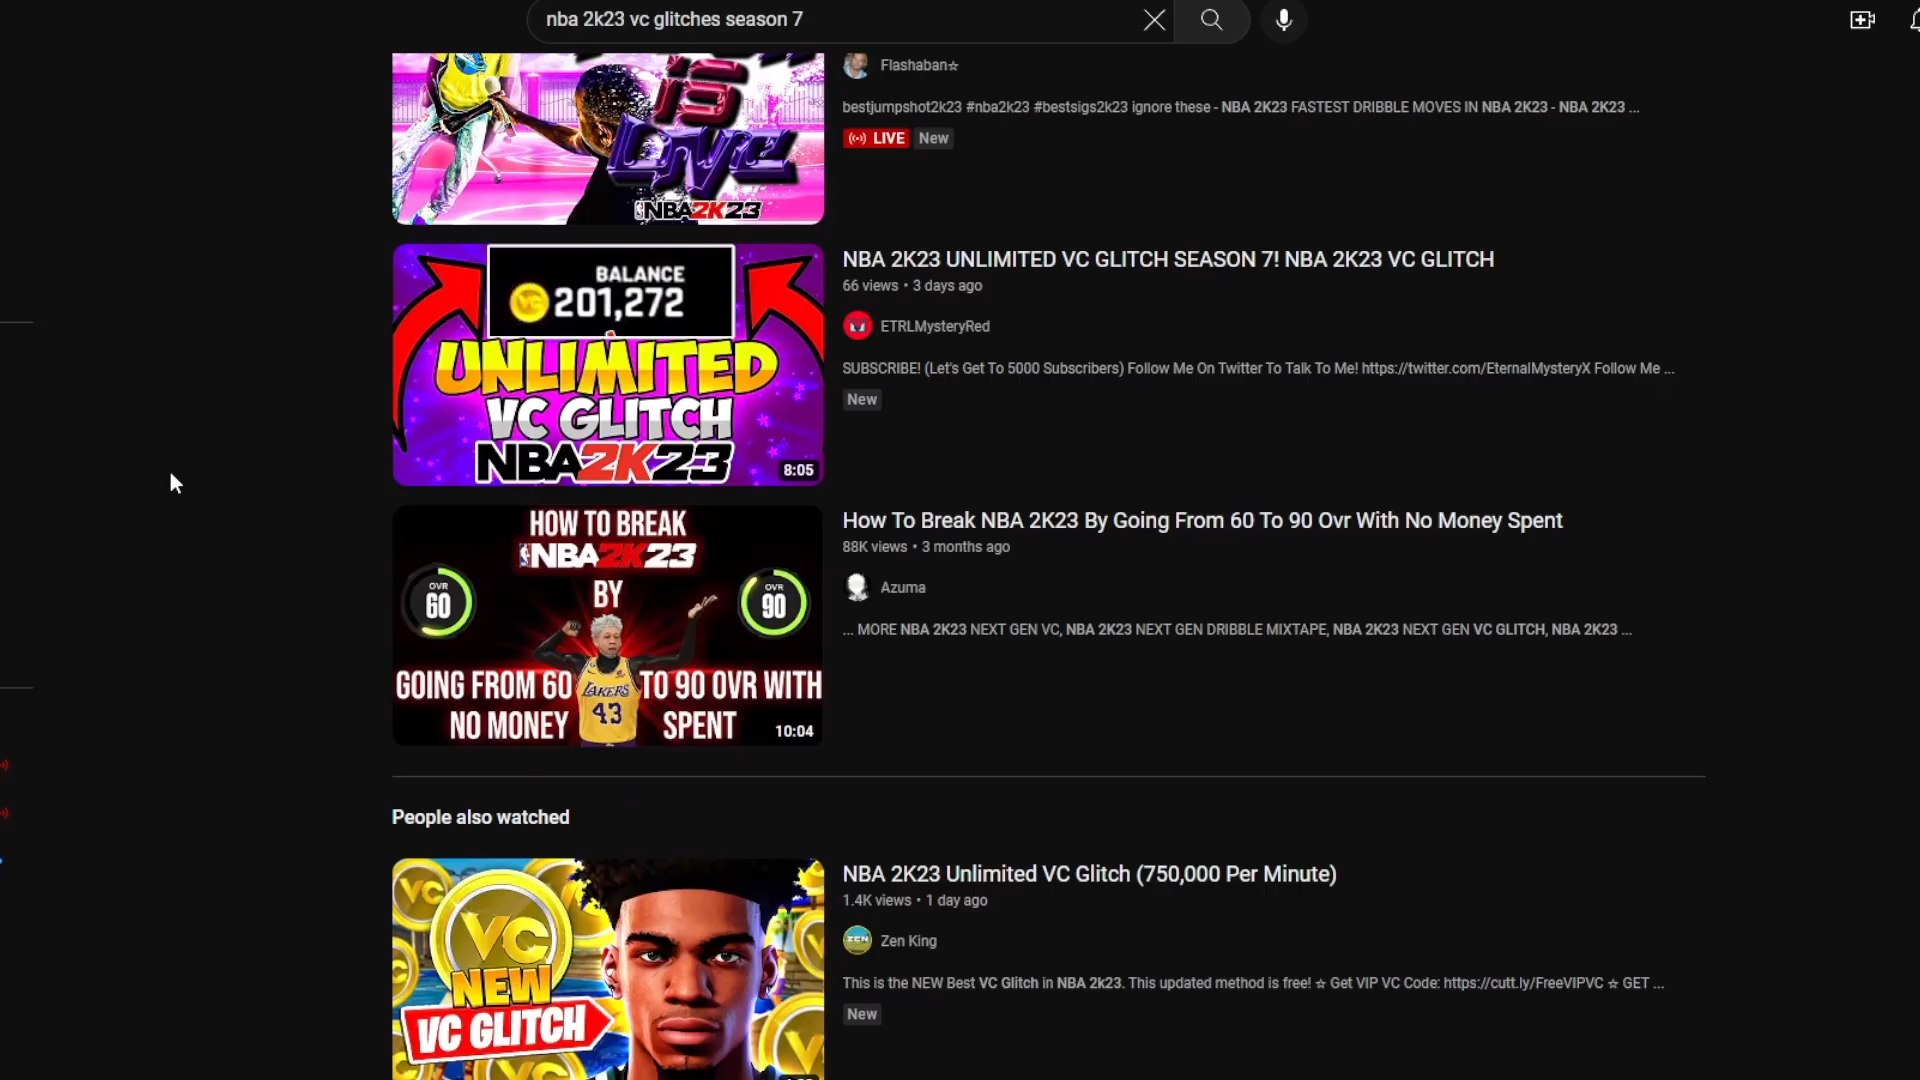 nba 2k23 vc glitches season 7
IS
LIVE
NBA2K23
Flashaban☆
bestjumpshot2k23 #nba2k23 #bestsigs2k23 ignore these - NBA 2K23 FASTEST DRIBBLE MOVES IN NBA 2K23 - NBA 2K23 ...
LIVE New
BALANCE
VC 201,272
UNLIMITED
VC GLITCH
NBA2K23
8:05
NBA 2K23 UNLIMITED VC GLITCH SEASON 7! NBA 2K23 VC GLITCH
66 views • 3 days ago
ETRLMysteryRed
SUBSCRIBE! (Let's Get To 5000 Subscribers) Follow Me On Twitter To Talk To Me! https://twitter.com/EternalMysteryX Follow Me ...
New
HOW TO BREAK
NBA2K23
BY
OVR
60
OVR
90
GOING FROM 60 TO 90 OVR WITH
NO MONEY SPENT
LAKERS
43
10:04
How To Break NBA 2K23 By Going From 60 To 90 Ovr With No Money Spent
88K views • 3 months ago
Azuma
... MORE NBA 2K23 NEXT GEN VC, NBA 2K23 NEXT GEN DRIBBLE MIXTAPE, NBA 2K23 NEXT GEN VC GLITCH, NBA 2K23 ...
People also watched
VC
VC
NEW
VC GLITCH
NBA 2K23 Unlimited VC Glitch (750,000 Per Minute)
1.4K views • 1 day ago
ZEN
Zen King
This is the NEW Best VC Glitch in NBA 2k23. This updated method is free! ☆ Get VIP VC Code: https://cutt.ly/FreeVIPVC ☆ GET ...
New